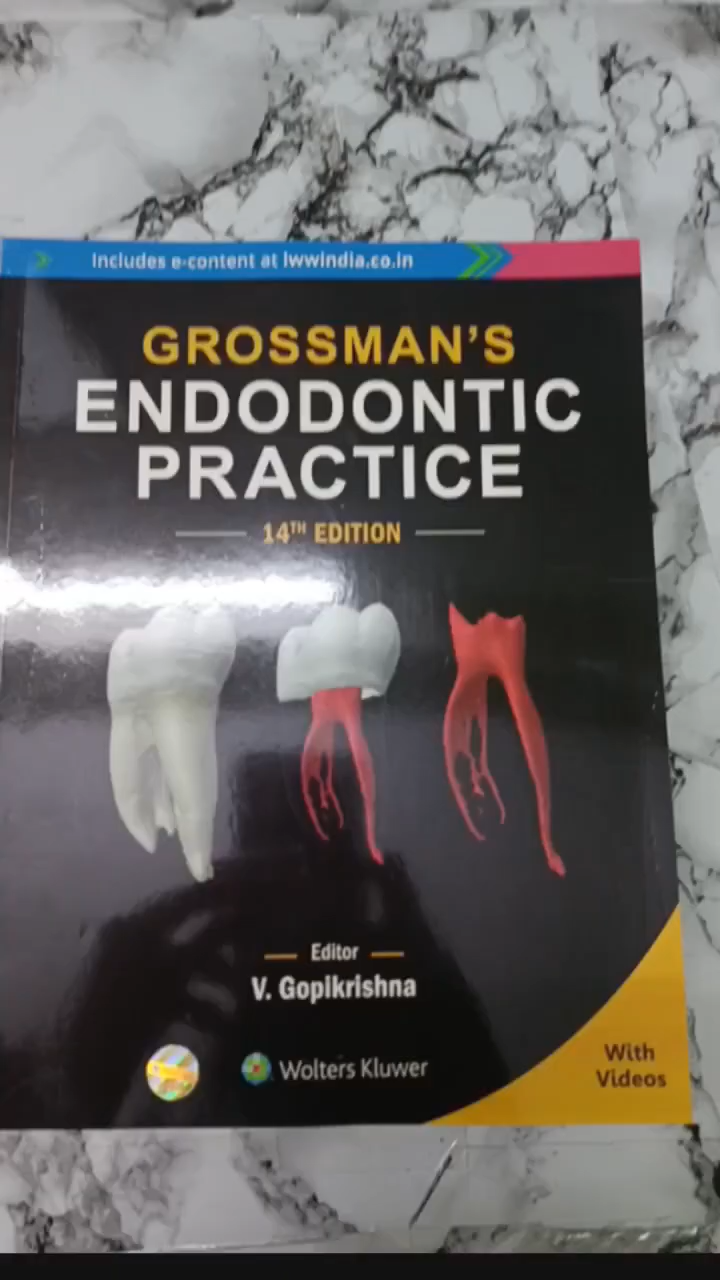 Includes e-content at lwwindia.co.in
GROSSMAN'S
ENDODONTIC
PRACTICE
14TH EDITION
Editor
V. Gopikrishna
Wolters Kluwer
With
Videos